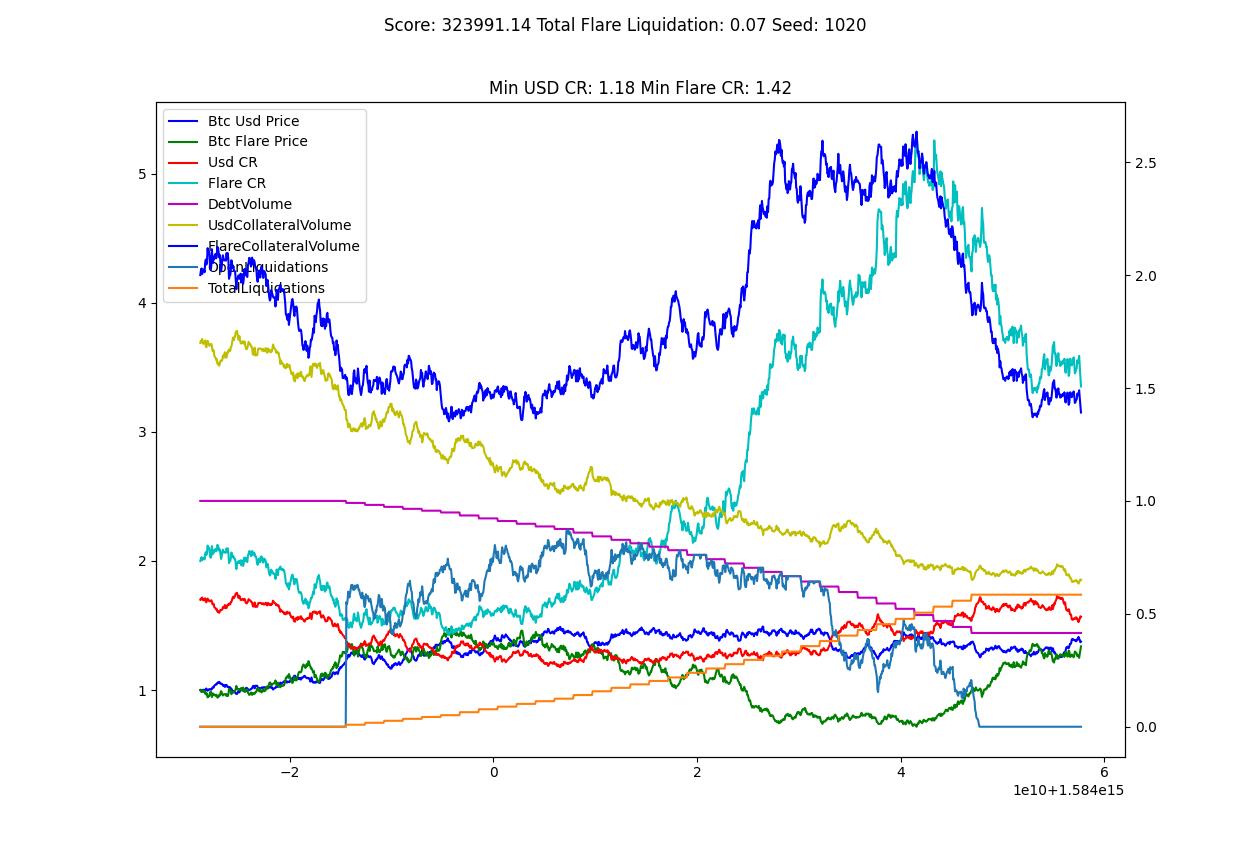 Score: 323991.14 Total Flare Liquidation: 0.07 Seed: 1020
Min USD CR: 1.18 Min Flare CR: 1.42
Btc Usd Price
Btc Flare Price
Usd CR
Flare CR
DebtVolume
UsdCollateralVolume
FlareCollateralVolume
OpenLiquidations
TotalLiquidations
5
4
3
2
1
2.5
2.0
1.5
1.0
0.5
0.0
−2 0 2 4 6
1e10+1.584e15